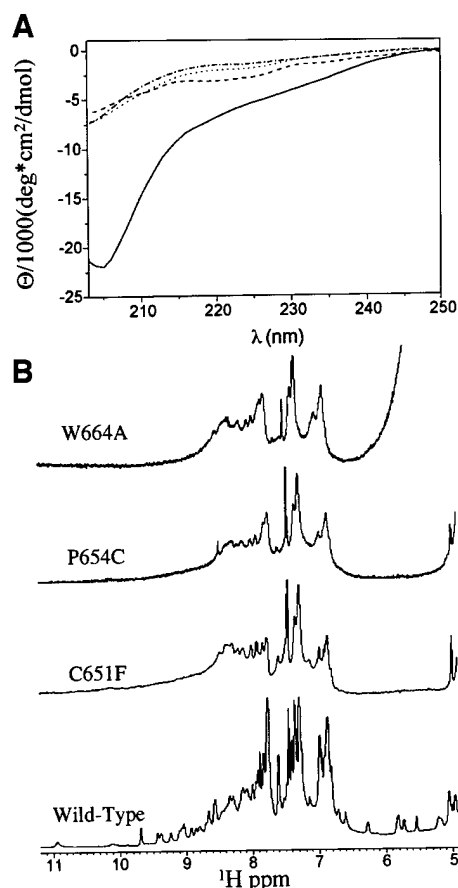 A
Θ/1000(deg*cm²/dmol)
0
-5
-10
-15
-20
-25
210
220
230
240
250
λ (nm)
B
W664A
P654C
C651F
Wild-Type
11
10
9
8
7
6
5
¹H ppm